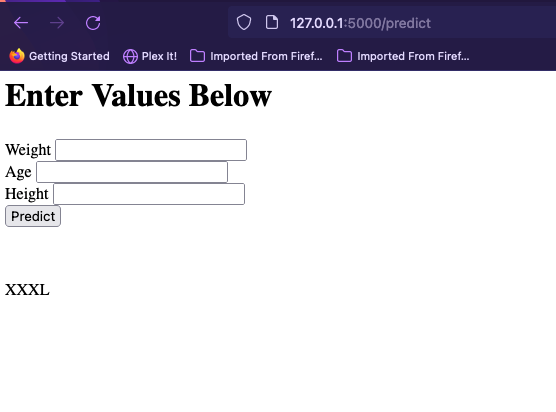 127.0.0.1:5000/predict
Getting Started Plex It! Imported From Firef... Imported From Firef...
Enter Values Below
Weight
Age
Height
Predict
XXXL